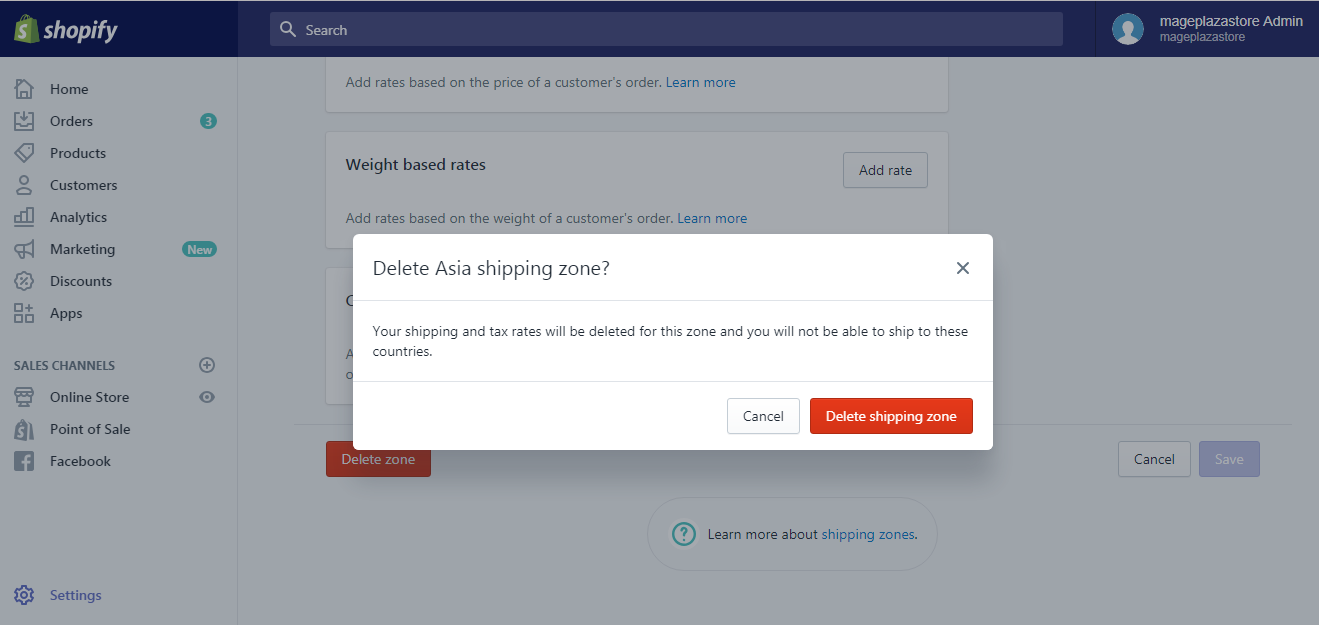 shopify
Search
mageplazastore Admin
mageplazastore
Home
Orders 3
Products
Customers
Analytics
Marketing New
Discounts
Apps
SALES CHANNELS
Online Store
Point of Sale
Facebook
Settings
Add rates based on the price of a customer's order. Learn more
Weight based rates
Add rate
Add rates based on the weight of a customer's order. Learn more
Delete Asia shipping zone?
Your shipping and tax rates will be deleted for this zone and you will not be able to ship to these
countries.
Cancel Delete shipping zone
Delete zone
Cancel Save
Learn more about shipping zones.